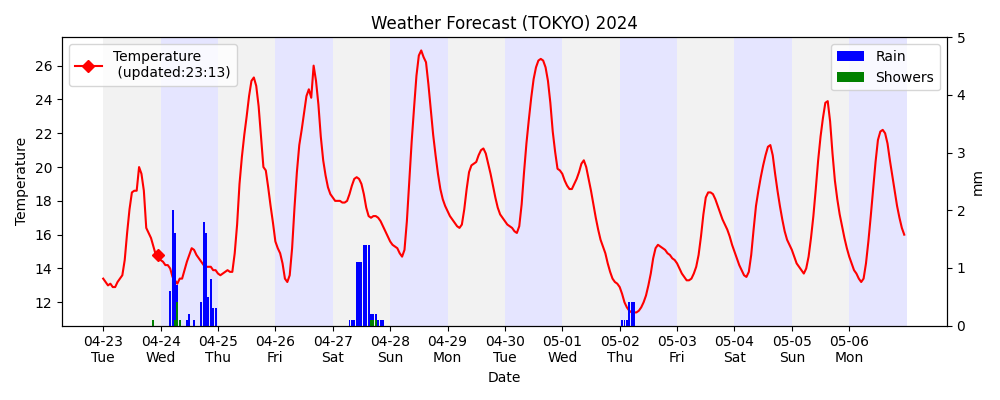 Weather Forecast (TOKYO) 2024
Temperature
(updated:23:13)
Rain
Showers
Temperature
26
24
22
20
18
16
14
12
5
4
3
2
1
0
mm
04-23 04-24 04-25 04-26 04-27 04-28 04-29 04-30 05-01 05-02 05-03 05-04 05-05 05-06
Tue Wed Thu Fri Sat Sun Mon Tue Wed Thu Fri Sat Sun Mon
Date